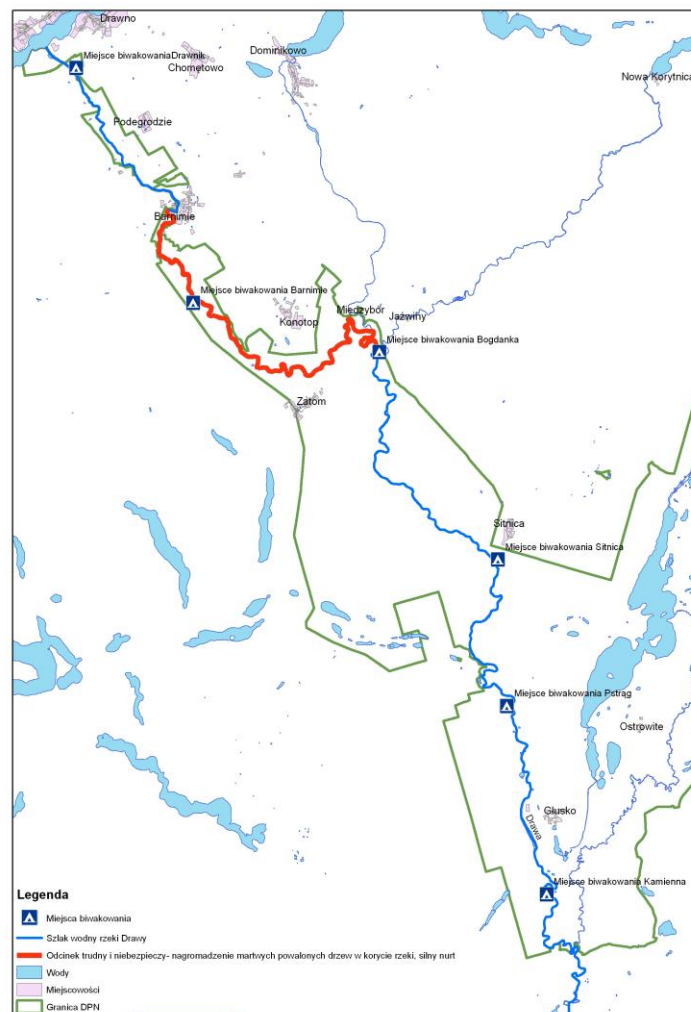 Drawno
Miejsce biwakowania Drawnik
Chomętowo
Dominikowo
Nowa Korytnica
Podegrodzie
Barnimie
Miejsce biwakowania Barnimie
Konotop
Międzybór
Jaźwiny
Miejsce biwakowania Bogdanka
Zatom
Sitnica
Miejsce biwakowania Sitnica
Miejsce biwakowania Pstrąg
Ostrowite
Głusko
Drawa
Miejsce biwakowania Kamienna
Legenda
Miejsca biwakowania
Szlak wodny rzeki Drawy
Odcinek trudny i niebezpieczy- nagromadzenie martwych powalonych drzew w korycie rzeki, silny nurt
Wody
Miejscowości
Granica DPN